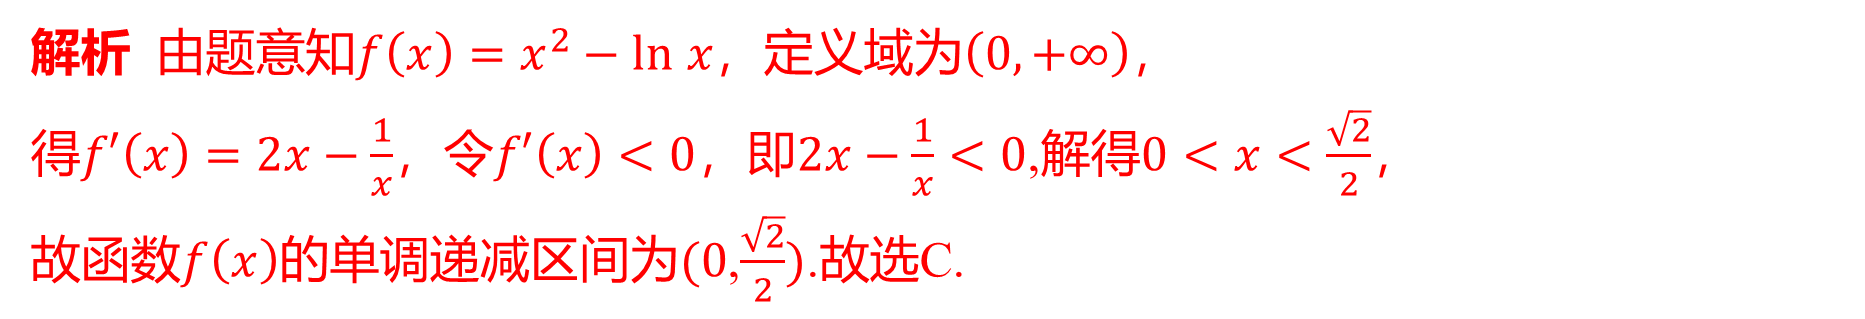 解析 由题意知f(x) = x² − ln x，定义域为(0,+∞)，
得f′(x) = 2x − 1/x，令f′(x) < 0，即2x − 1/x < 0,解得0 < x < √2/2，
故函数f(x)的单调递减区间为(0,√2/2).故选C.